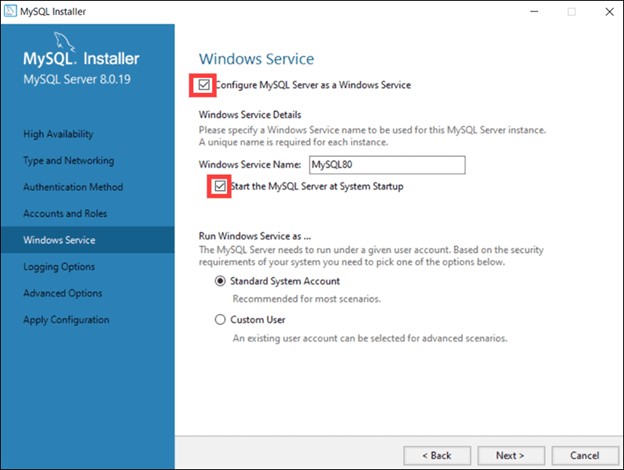 MySQL Installer
MySQL. Installer
MySQL Server 8.0.19
High Availability
Type and Networking
Authentication Method
Accounts and Roles
Windows Service
Logging Options
Advanced Options
Apply Configuration
Windows Service
Configure MySQL Server as a Windows Service
Windows Service Details
Please specify a Windows Service name to be used for this MySQL Server instance.
A unique name is required for each instance.
Windows Service Name: MySQL80
Start the MySQL Server at System Startup
Run Windows Service as ...
The MySQL Server needs to run under a given user account. Based on the security
requirements of your system you need to pick one of the options below.
Standard System Account
Recommended for most scenarios.
Custom User
An existing user account can be selected for advanced scenarios.
< Back
Next >
Cancel